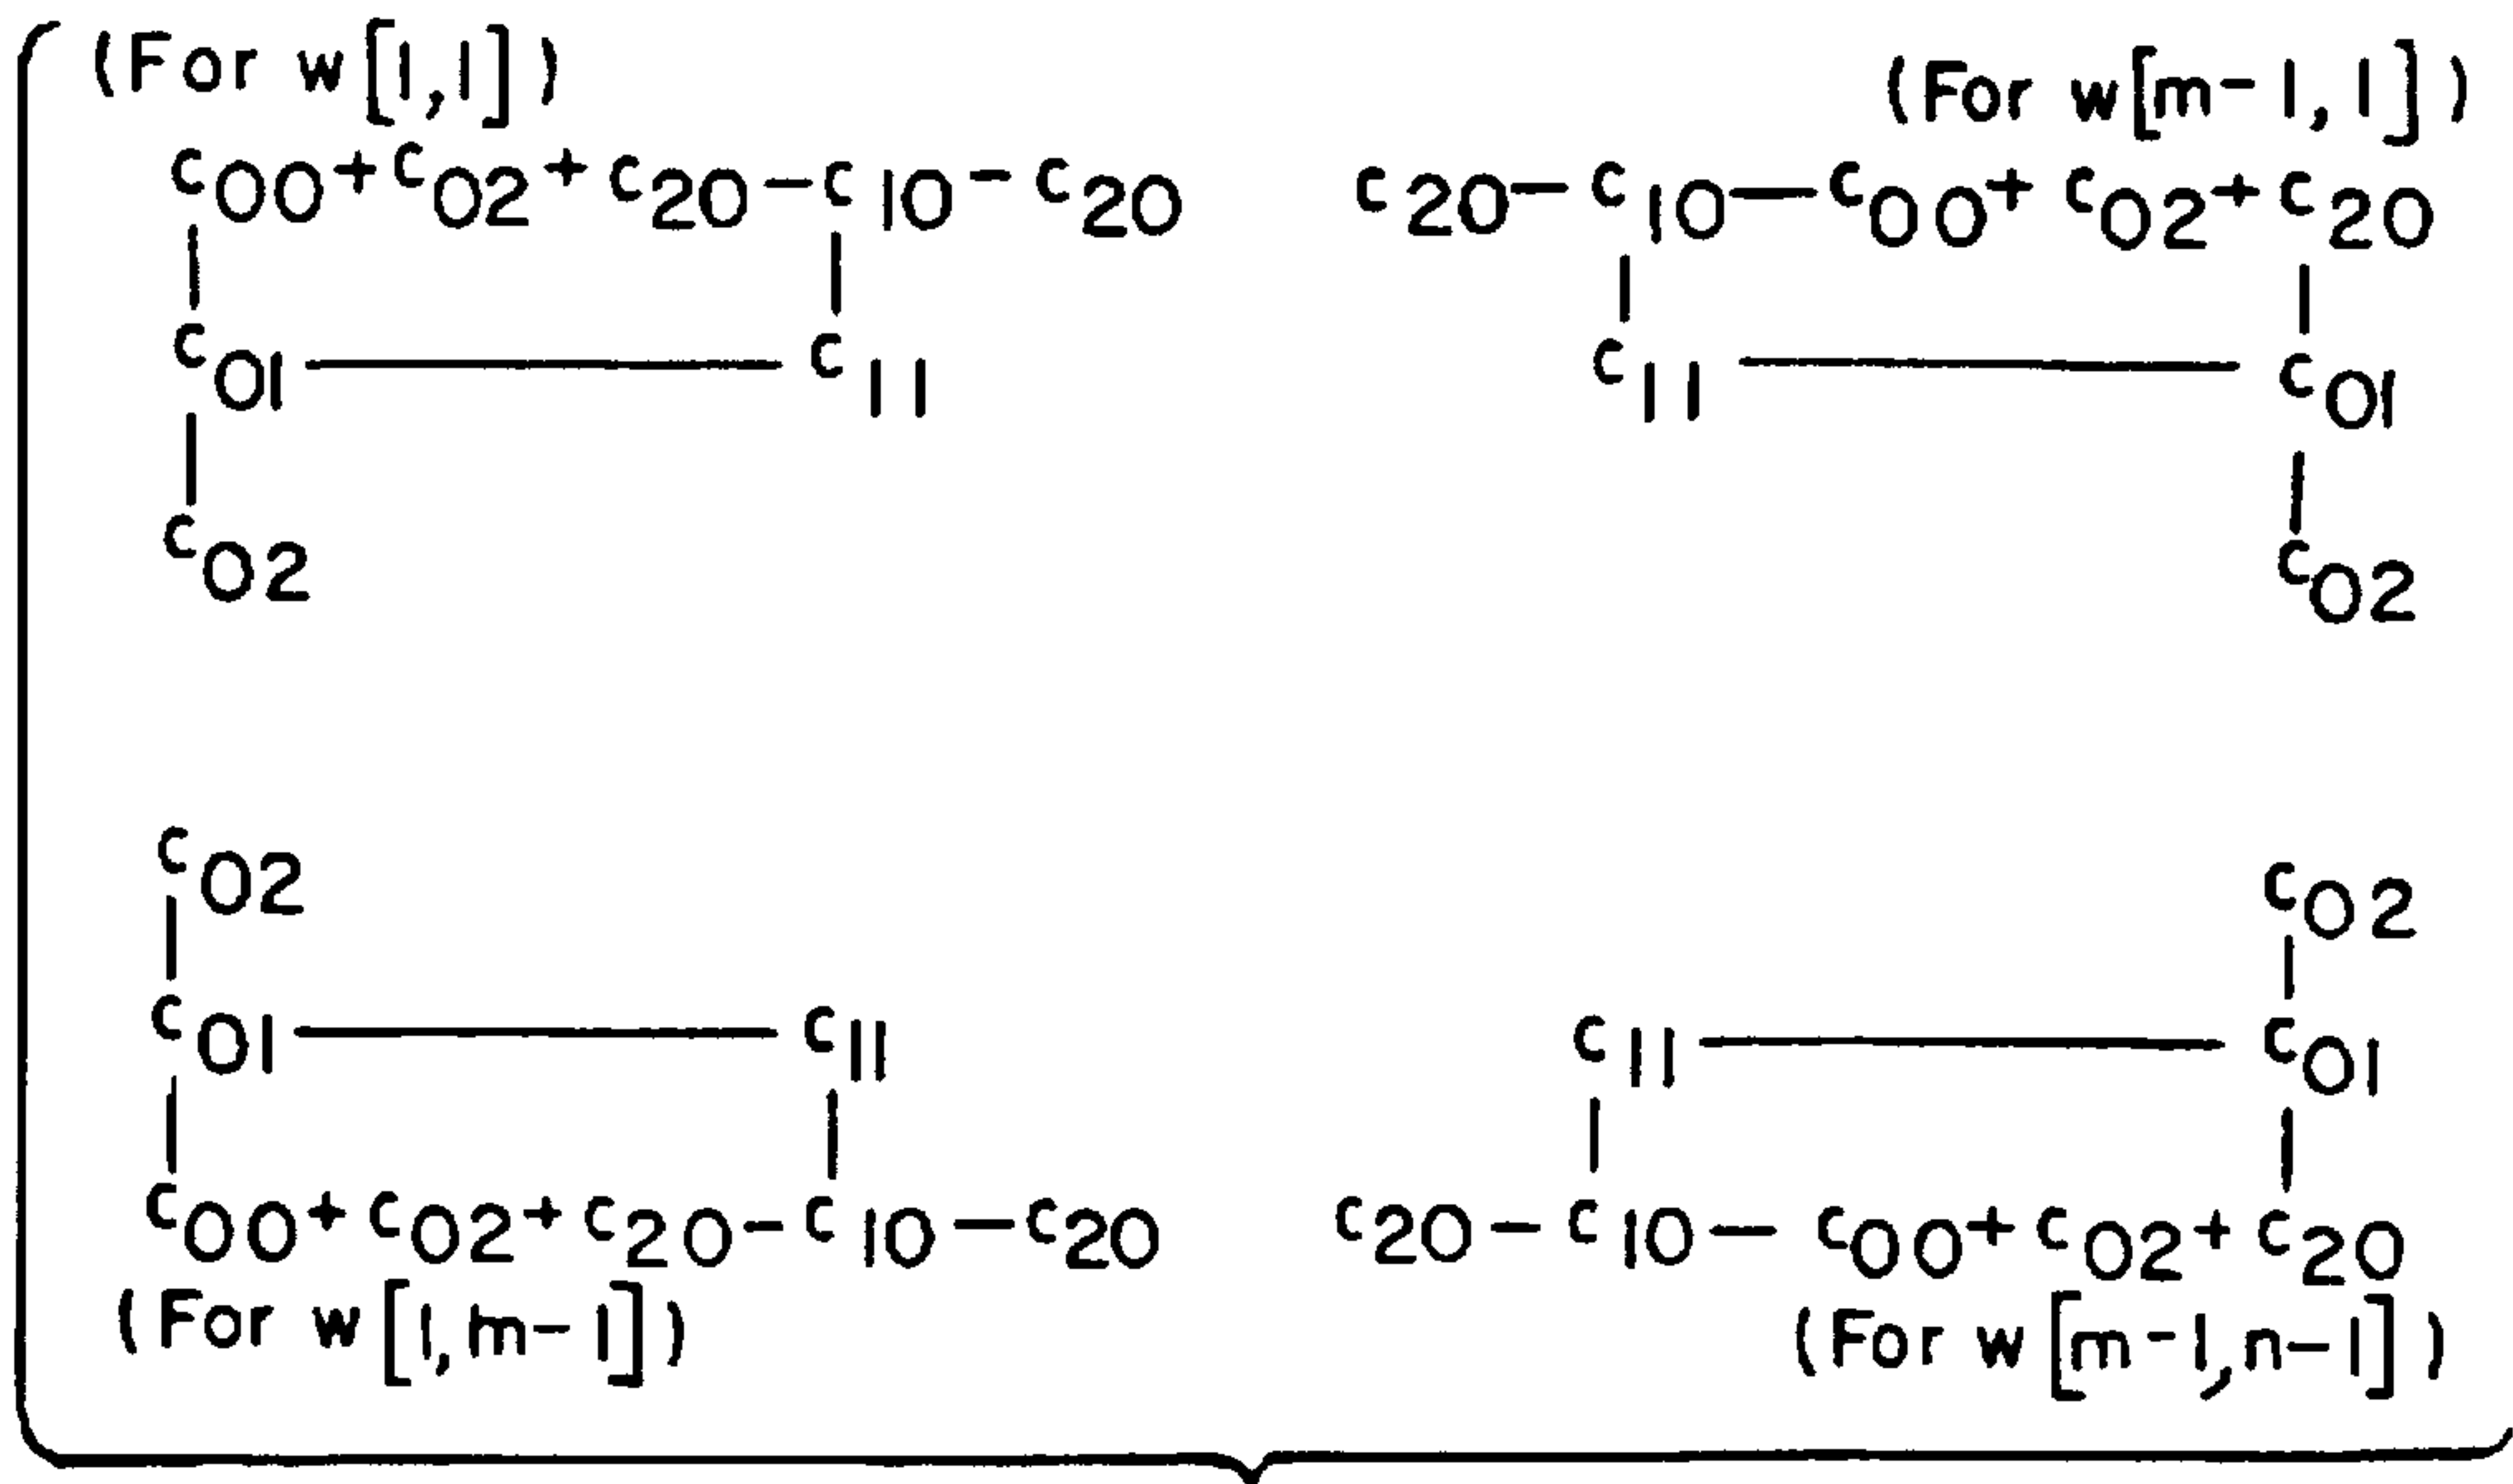 (For w[1,1]) (For w[m-1,1])
c00+c02+c20-c10-c20 c20-c10-c00+c02+c20
c01 c11 c11 c01
c02 c02
c02 c02
c01 c11 c11 c01
c00+c02+c20-c10-c20 c20-c10-c00+c02+c20
(For w[1,m-1]) (For w[m-1,n-1])